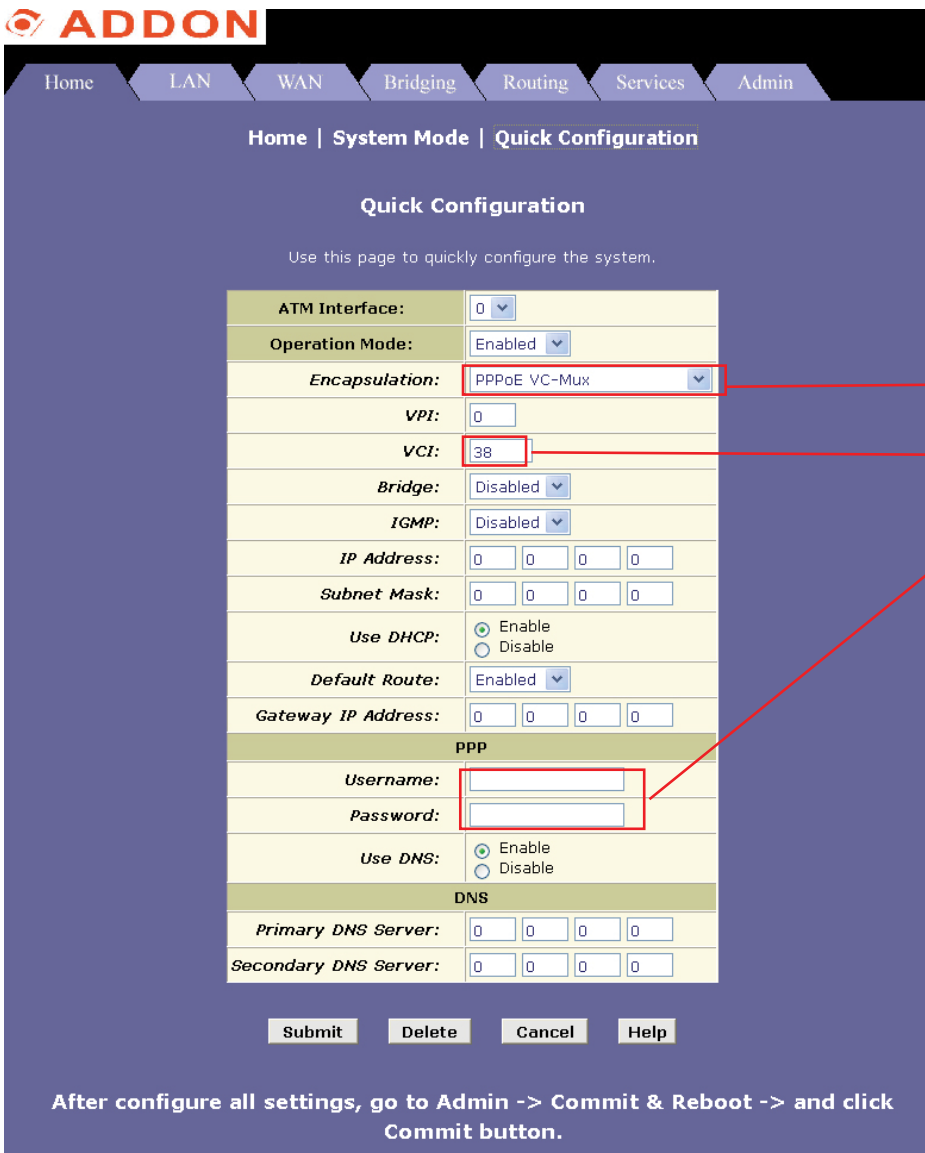 ADDON
Home LAN WAN Bridging Routing Services Admin
Home | System Mode | Quick Configuration
Quick Configuration
Use this page to quickly configure the system.
ATM Interface: 0
Operation Mode: Enabled
Encapsulation: PPPoE VC-Mux
VPI: 0
VCI: 38
Bridge: Disabled
IGMP: Disabled
IP Address: 0 0 0 0
Subnet Mask: 0 0 0 0
Use DHCP: Enable
Disable
Default Route: Enabled
Gateway IP Address: 0 0 0 0
PPP
Username:
Password:
Use DNS: Enable
Disable
DNS
Primary DNS Server: 0 0 0 0
Secondary DNS Server: 0 0 0 0
Submit Delete Cancel Help
After configure all settings, go to Admin -> Commit & Reboot -> and click
Commit button.